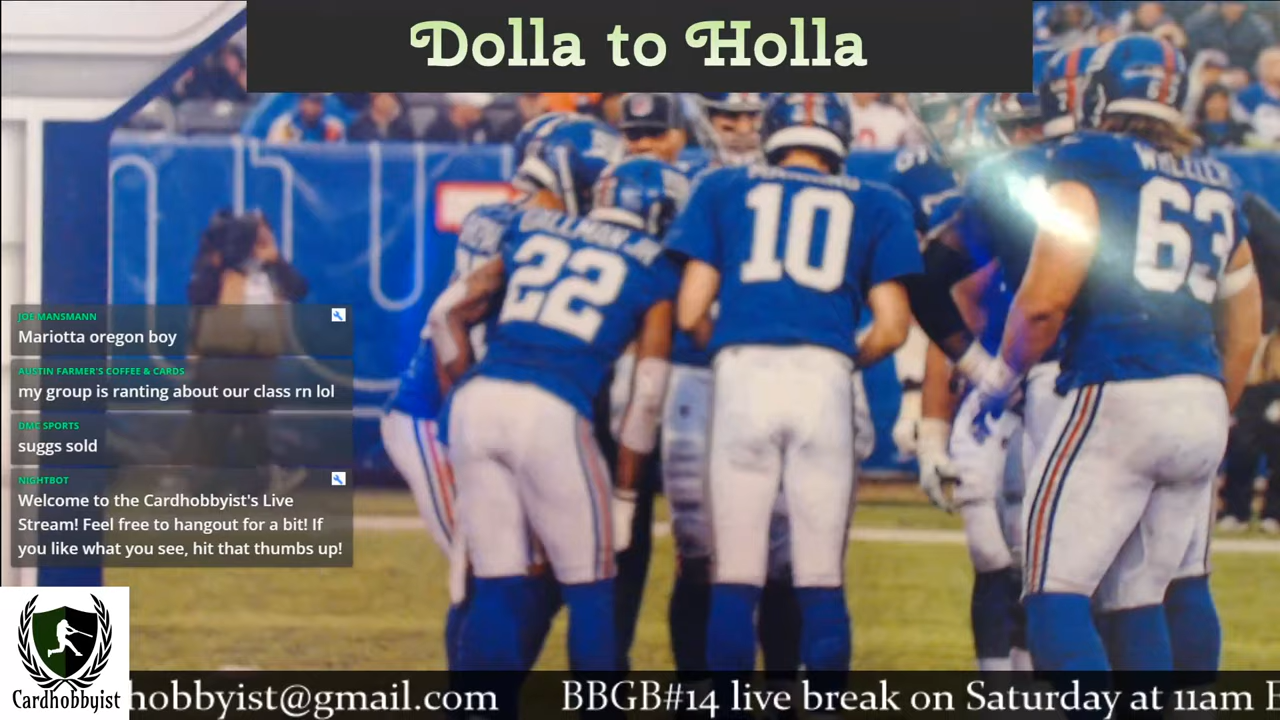 Dolla to Holla
GALLMAN JR
22
10
WHEELER
63
JOE MANSMANN
Mariotta oregon boy
AUSTIN FARMER'S COFFEE & CARDS
my group is ranting about our class rn lol
DMC SPORTS
suggs sold
NIGHTBOT
Welcome to the Cardhobbyist's Live
Stream! Feel free to hangout for a bit! If
you like what you see, hit that thumbs up!
Cardhobbyist
hobbyist@gmail.com BBGB#14 live break on Saturday at 11am E